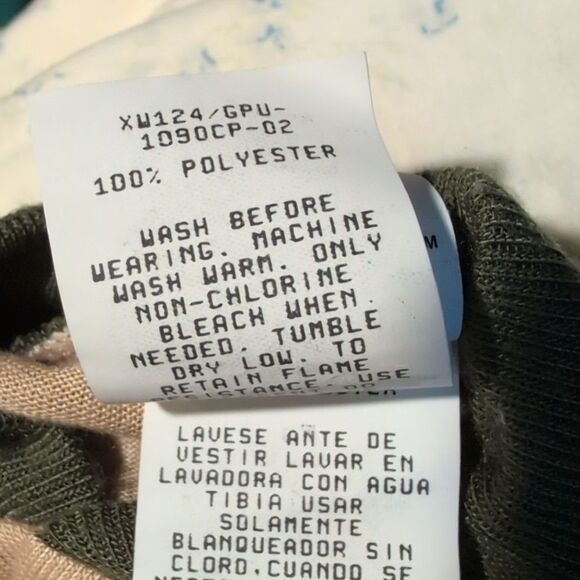 XW124/GPU-
1090CP-02
100% POLYESTER
WASH BEFORE
WEARING. MACHINE
WASH WARM. ONLY
NON-CHLORINE
BLEACH WHEN
NEEDED. TUMBLE
DRY LOW. TO
RETAIN FLAME
RESISTANCE. USE
M
LAVESE ANTE DE
VESTIR LAVAR EN
LAVADORA CON AGUA
TIBIA USAR
SOLAMENTE
BLANQUEADOR SIN
CLORO,CUANDO SE